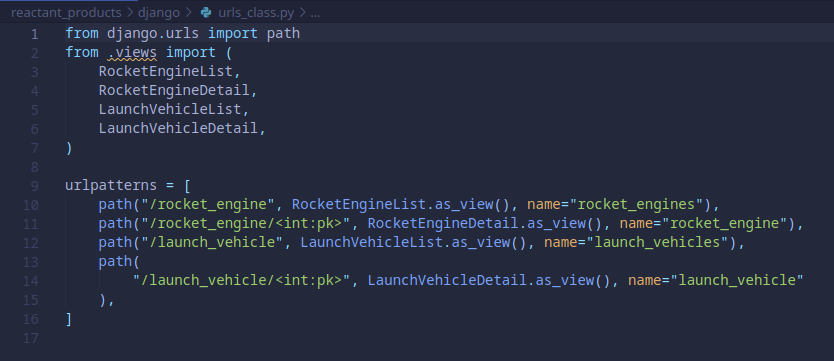 reactant_products > django > urls_class.py > ...
1 from django.urls import path
2 from .views import (
3     RocketEngineList,
4     RocketEngineDetail,
5     LaunchVehicleList,
6     LaunchVehicleDetail,
7 )
8
9 urlpatterns = [
10     path("/rocket_engine", RocketEngineList.as_view(), name="rocket_engines"),
11     path("/rocket_engine/<int:pk>", RocketEngineDetail.as_view(), name="rocket_engine"),
12     path("/launch_vehicle", LaunchVehicleList.as_view(), name="launch_vehicles"),
13     path(
14         "/launch_vehicle/<int:pk>", LaunchVehicleDetail.as_view(), name="launch_vehicle"
15     ),
16 ]
17